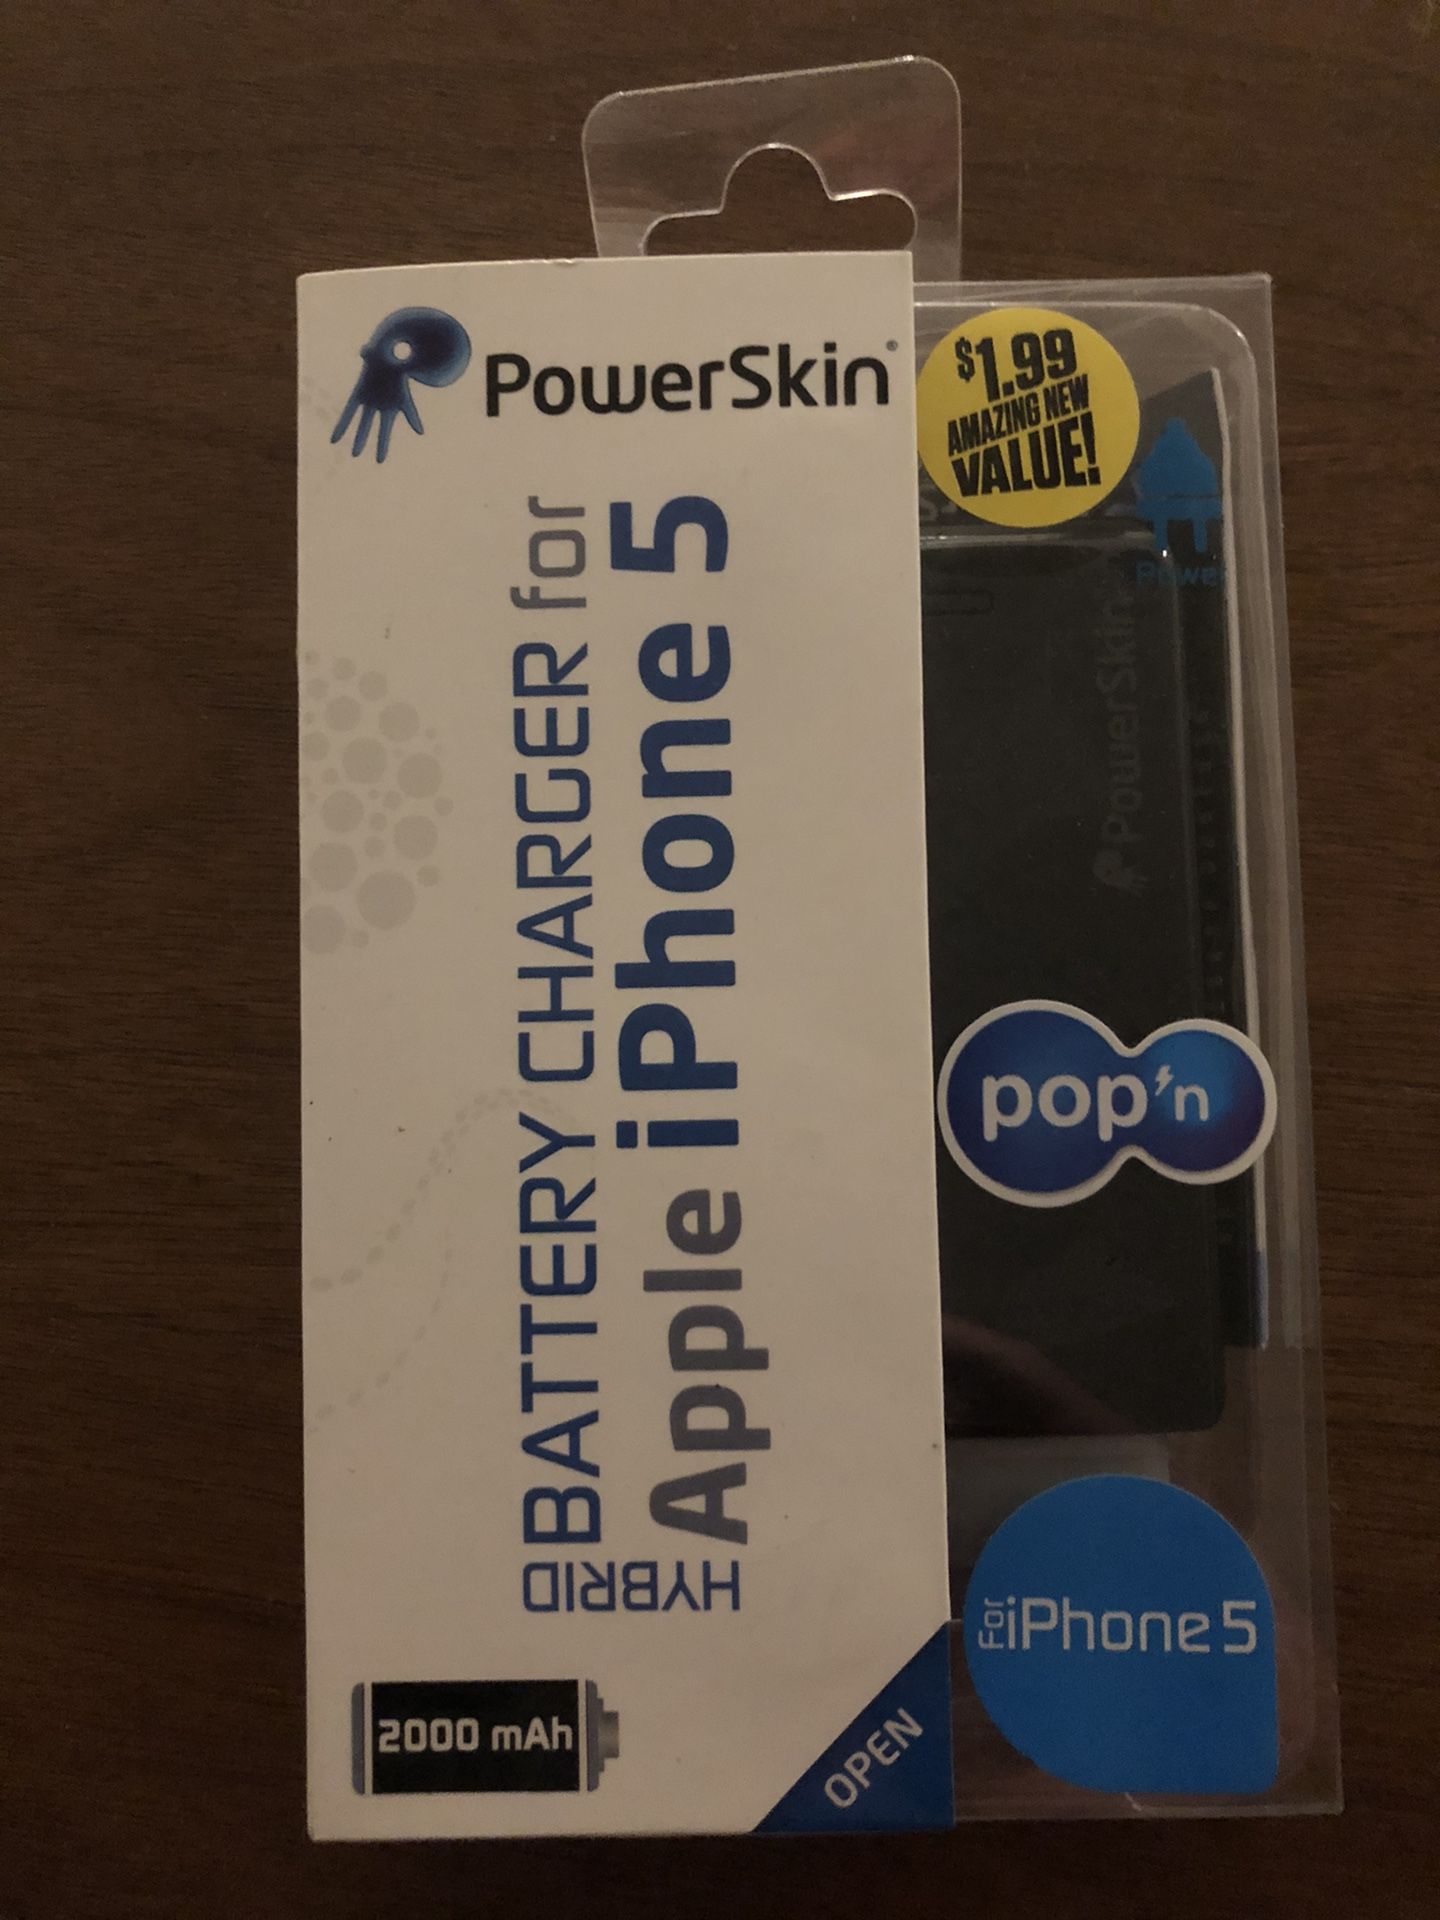 PowerSkin®
$1.99
AMAZING NEW
VALUE!
Power
PowerSkin
HYBRID
BATTERY CHARGER for
Apple iPhone 5
pop'n
For iPhone 5
2000 mAh
OPEN